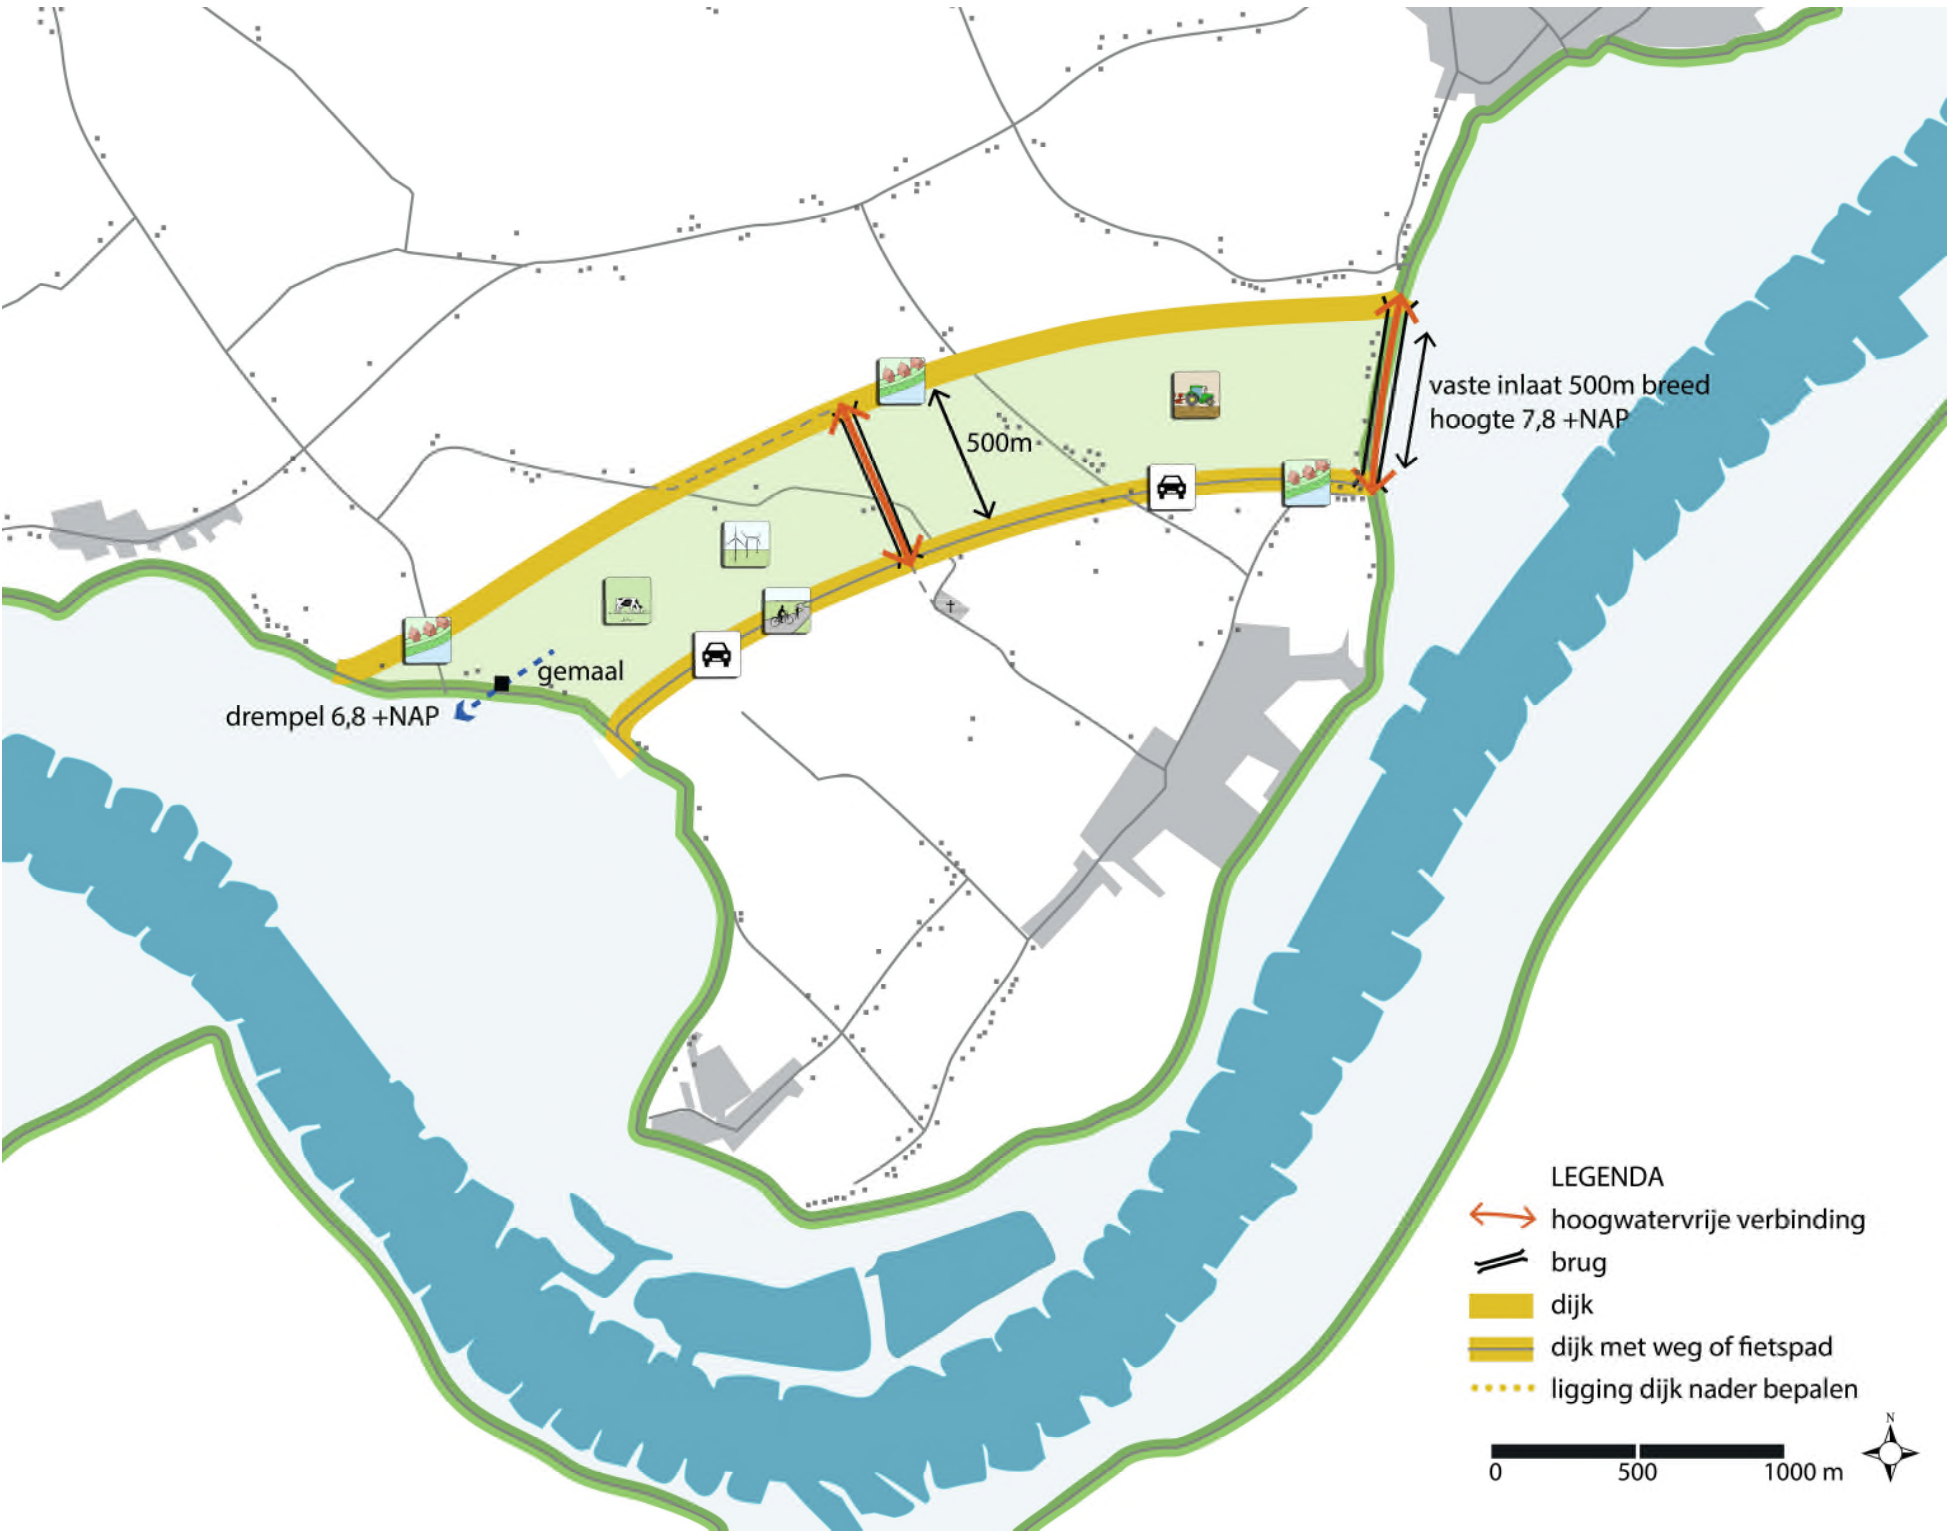 vaste inlaat 500m breed
hoogte 7,8 +NAP
500m
gemaal
drempel 6,8 +NAP
LEGENDA
hoogwatervrije verbinding
brug
dijk
dijk met weg of fietspad
ligging dijk nader bepalen
N
0 500 1000 m